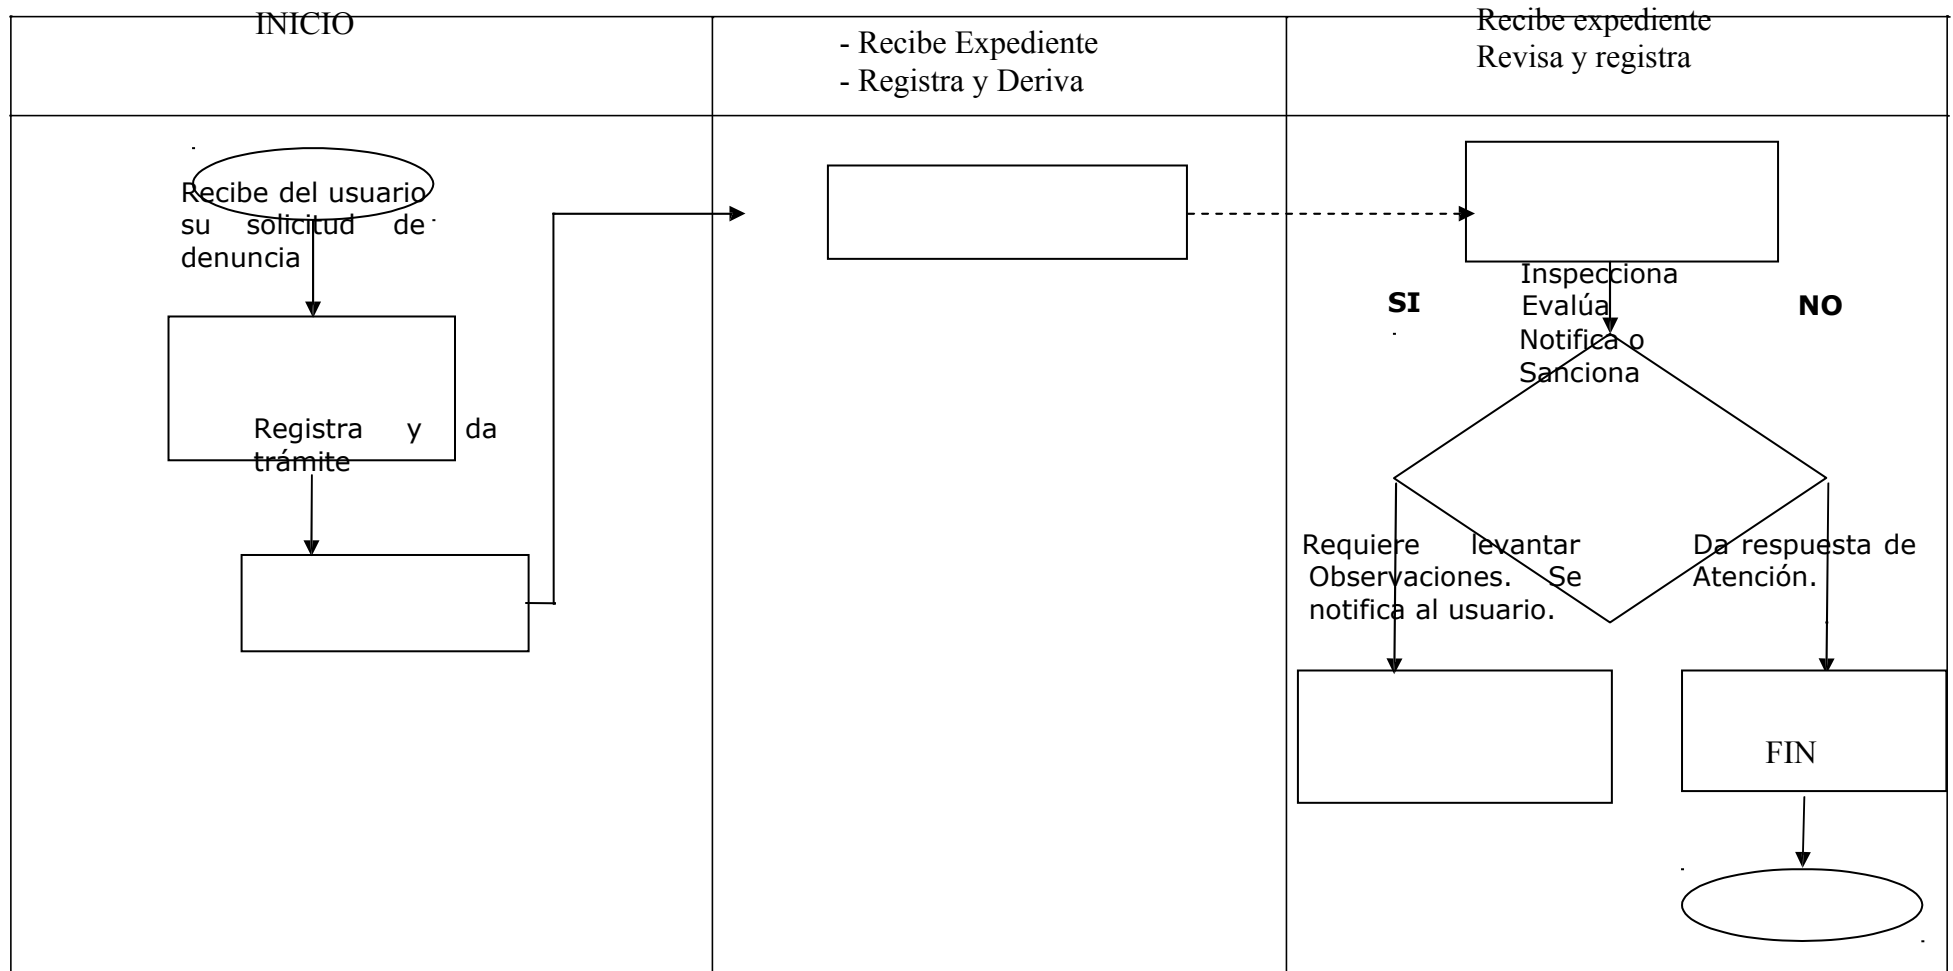 INICIO
- Recibe Expediente
- Registra y Deriva
Recibe expediente
Revisa y registra
Recibe del usuario
su solicitud de
denuncia
Registra y da
trámite
SI
Inspecciona
Evalúa
Notifica o
Sanciona
NO
Requiere levantar
Observaciones. Se
notifica al usuario.
Da respuesta de
Atención.
FIN